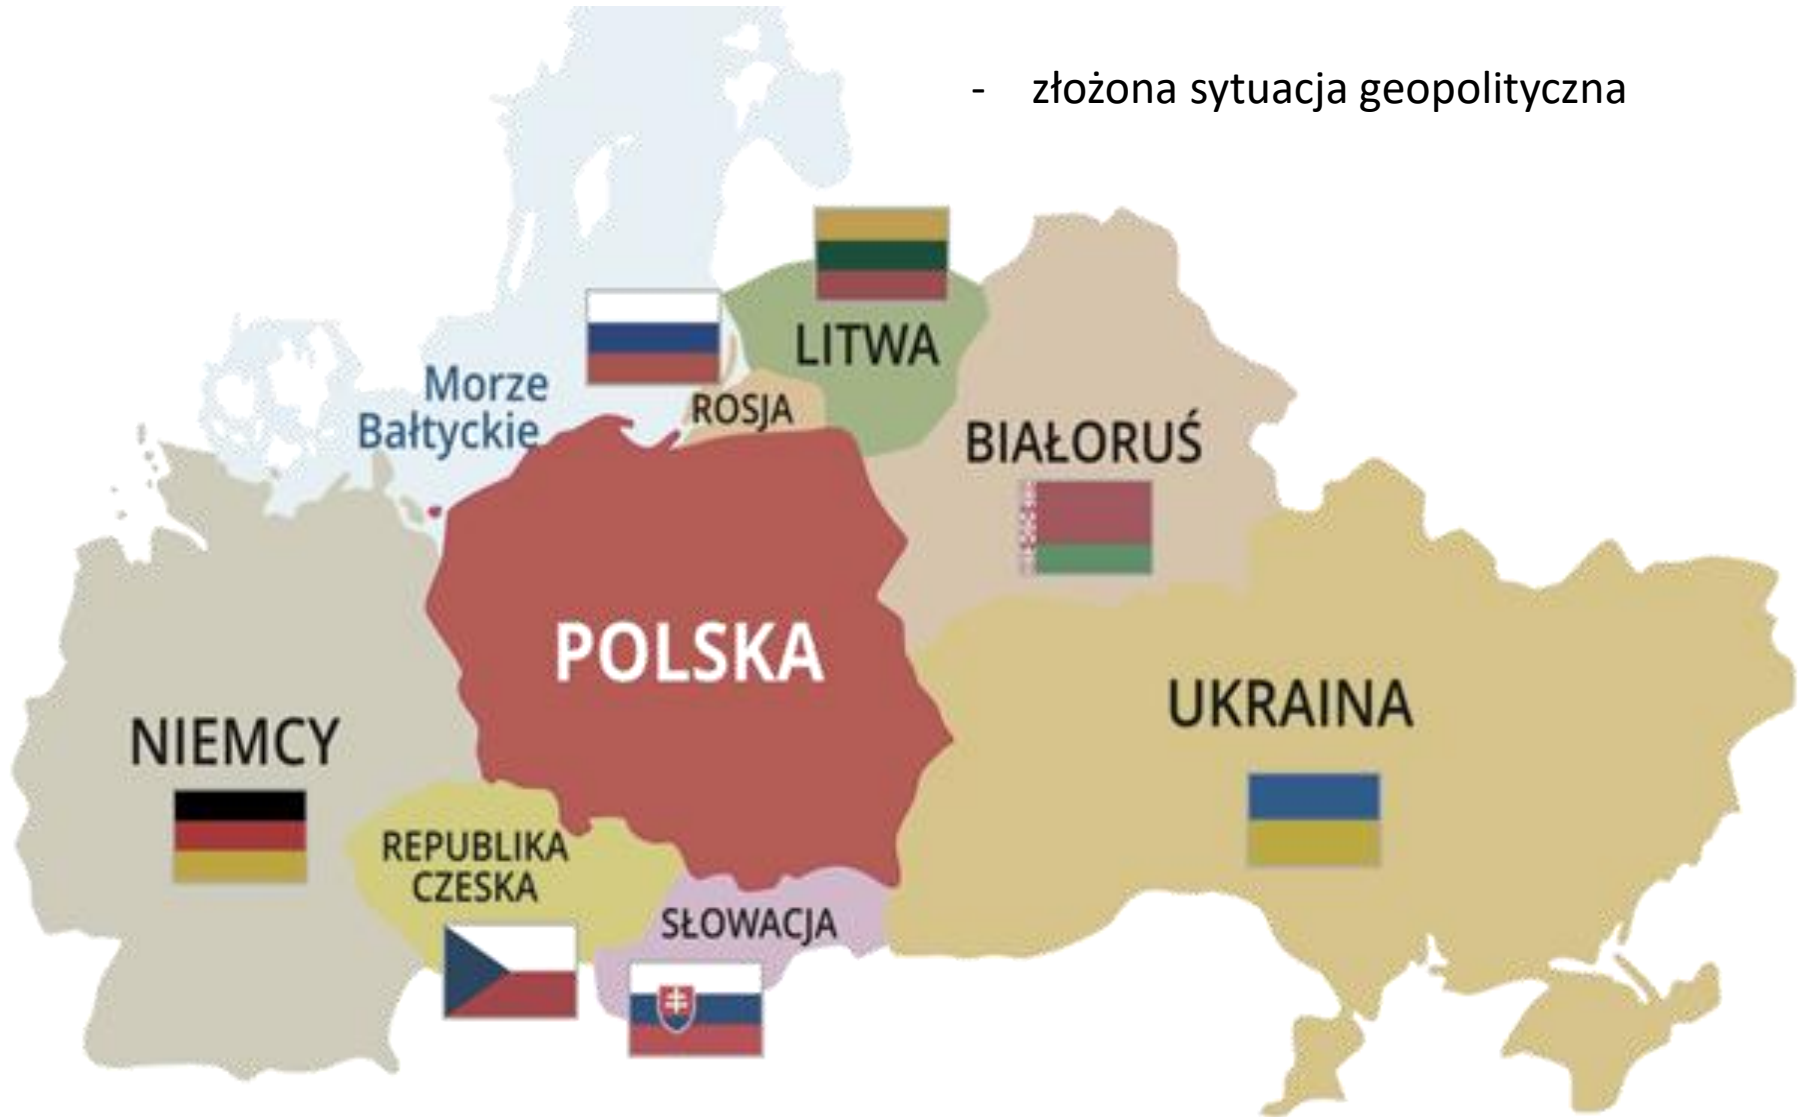 - złożona sytuacja geopolityczna
LITWA
Morze
Bałtyckie
ROSJA
BIAŁORUŚ
POLSKA
UKRAINA
NIEMCY
REPUBLIKA
CZESKA
SŁOWACJA